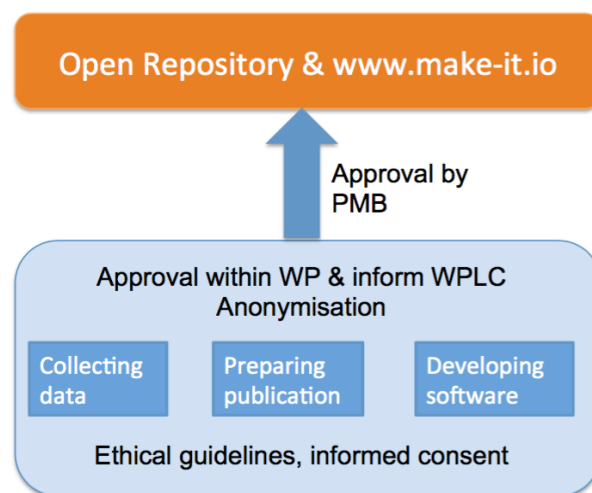 Open Repository & www.make-it.io
Approval by
PMB
Approval within WP & inform WPLC
Anonymisation
Collecting
data
Preparing
publication
Developing
software
Ethical guidelines, informed consent